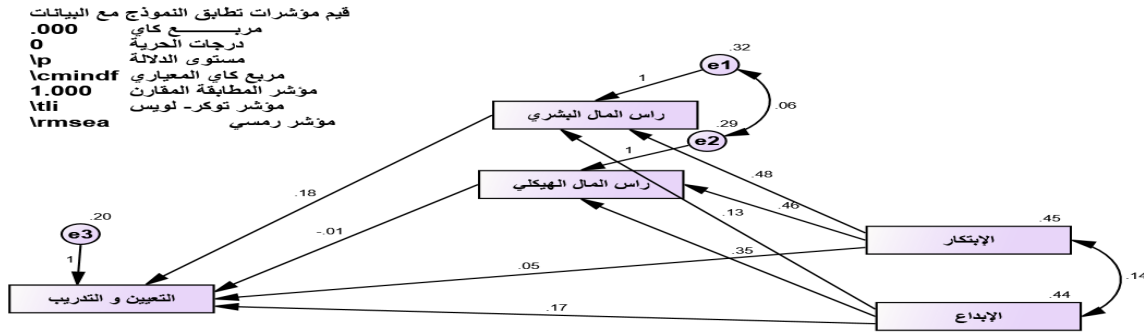 قيم مؤشرات تطابق النموذج مع البيانات
مربـــــــع كاي .000
درجات الحرية 0
مستوى الدلالة \p
مربع كاي المعياري \cmindf
مؤشر المطابقة المقارن 1.000
مؤشر توكر- لويس \tli
مؤشر رمسي \rmsea
.32
e1
1
.06
راس المال البشري
.29
e2
1
راس المال الهيكلي
.48
.18
.46
.13
.20
e3
-.01
.45
الإبتكار
1
.35
.05
.14
التعيين و التدريب
.44
الإبداع
.17